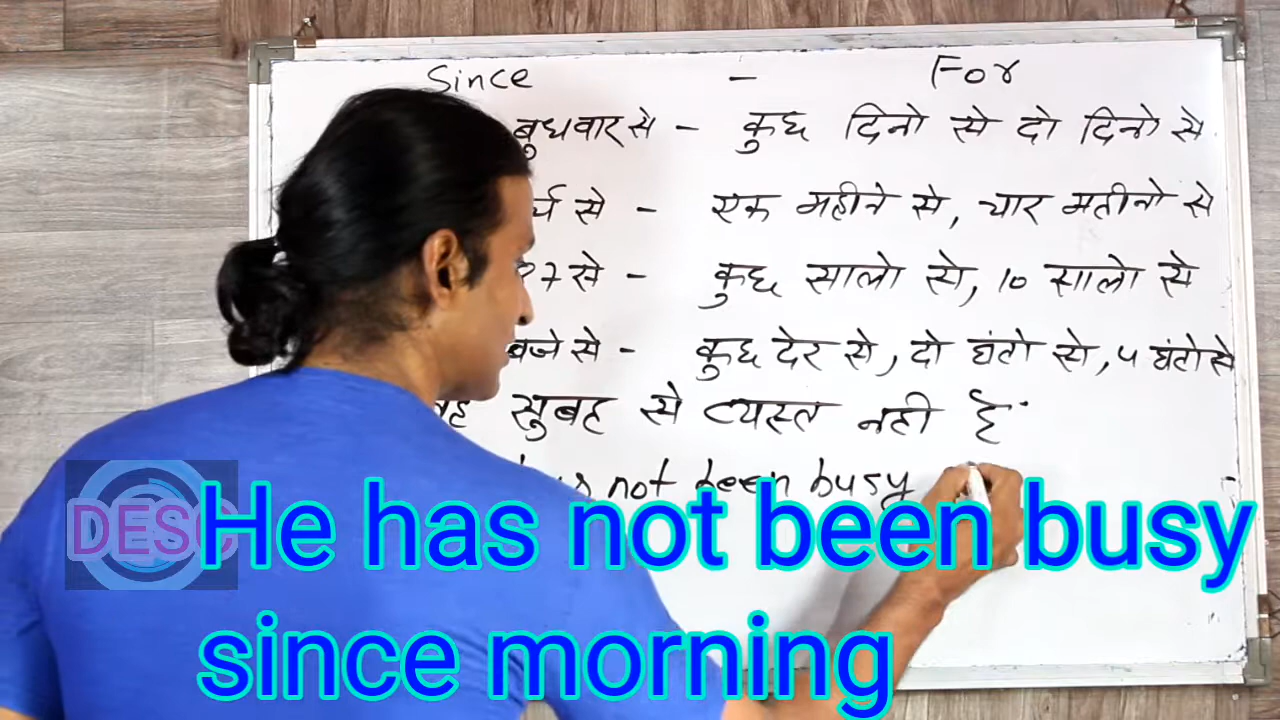 Since - For
बुधवार से - कुछ दिनो से दो दिनो से
र्च से - एक महीने से, चार महीनो से
7 से - कुछ सालो से, 10 सालो से
बजे से - कुछ देर से, दो घंटो से, 4 घंटो से
सुबह से व्यस्त नही है
not been busy
DESC
He has not been busy
since morning